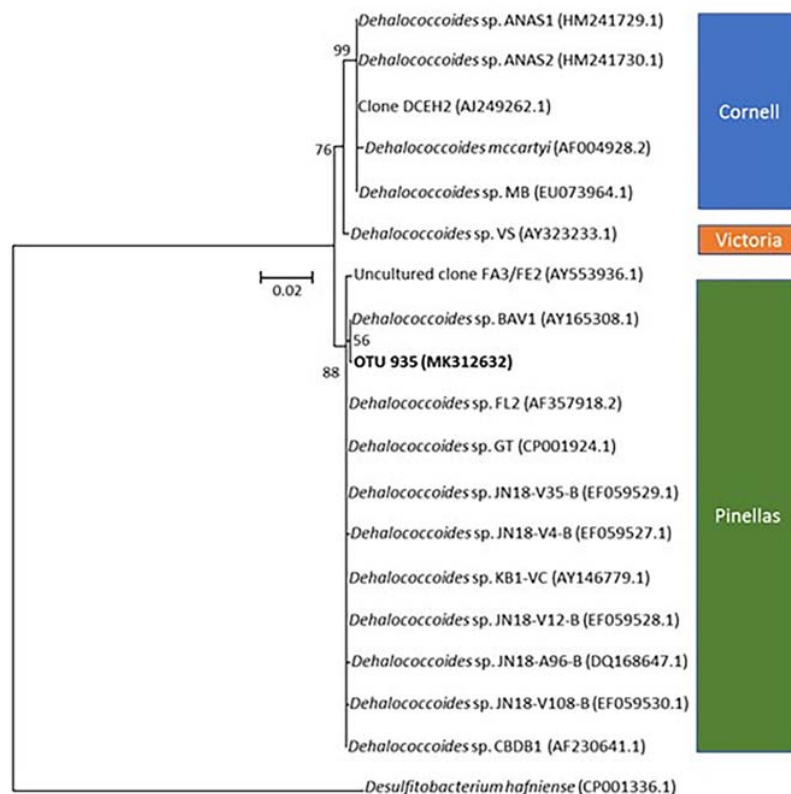 Dehalococcoides sp. ANAS1 (HM241729.1)
99
Dehalococcoides sp. ANAS2 (HM241730.1)
Clone DCEH2 (AJ249262.1)
Cornell
76
Dehalococcoides mccartyi (AF004928.2)
Dehalococcoides sp. MB (EU073964.1)
Dehalococcoides sp. VS (AY323233.1)
Victoria
Uncultured clone FA3/FE2 (AY553936.1)
0.02
Dehalococcoides sp. BAV1 (AY165308.1)
56
OTU 935 (MK312632)
88
Dehalococcoides sp. FL2 (AF357918.2)
Dehalococcoides sp. GT (CP001924.1)
Dehalococcoides sp. JN18-V35-B (EF059529.1)
Pinellas
Dehalococcoides sp. JN18-V4-B (EF059527.1)
Dehalococcoides sp. KB1-VC (AY146779.1)
Dehalococcoides sp. JN18-V12-B (EF059528.1)
Dehalococcoides sp. JN18-A96-B (DQ168647.1)
Dehalococcoides sp. JN18-V108-B (EF059530.1)
Dehalococcoides sp. CBDB1 (AF230641.1)
Desulfitobacterium hafniense (CP001336.1)